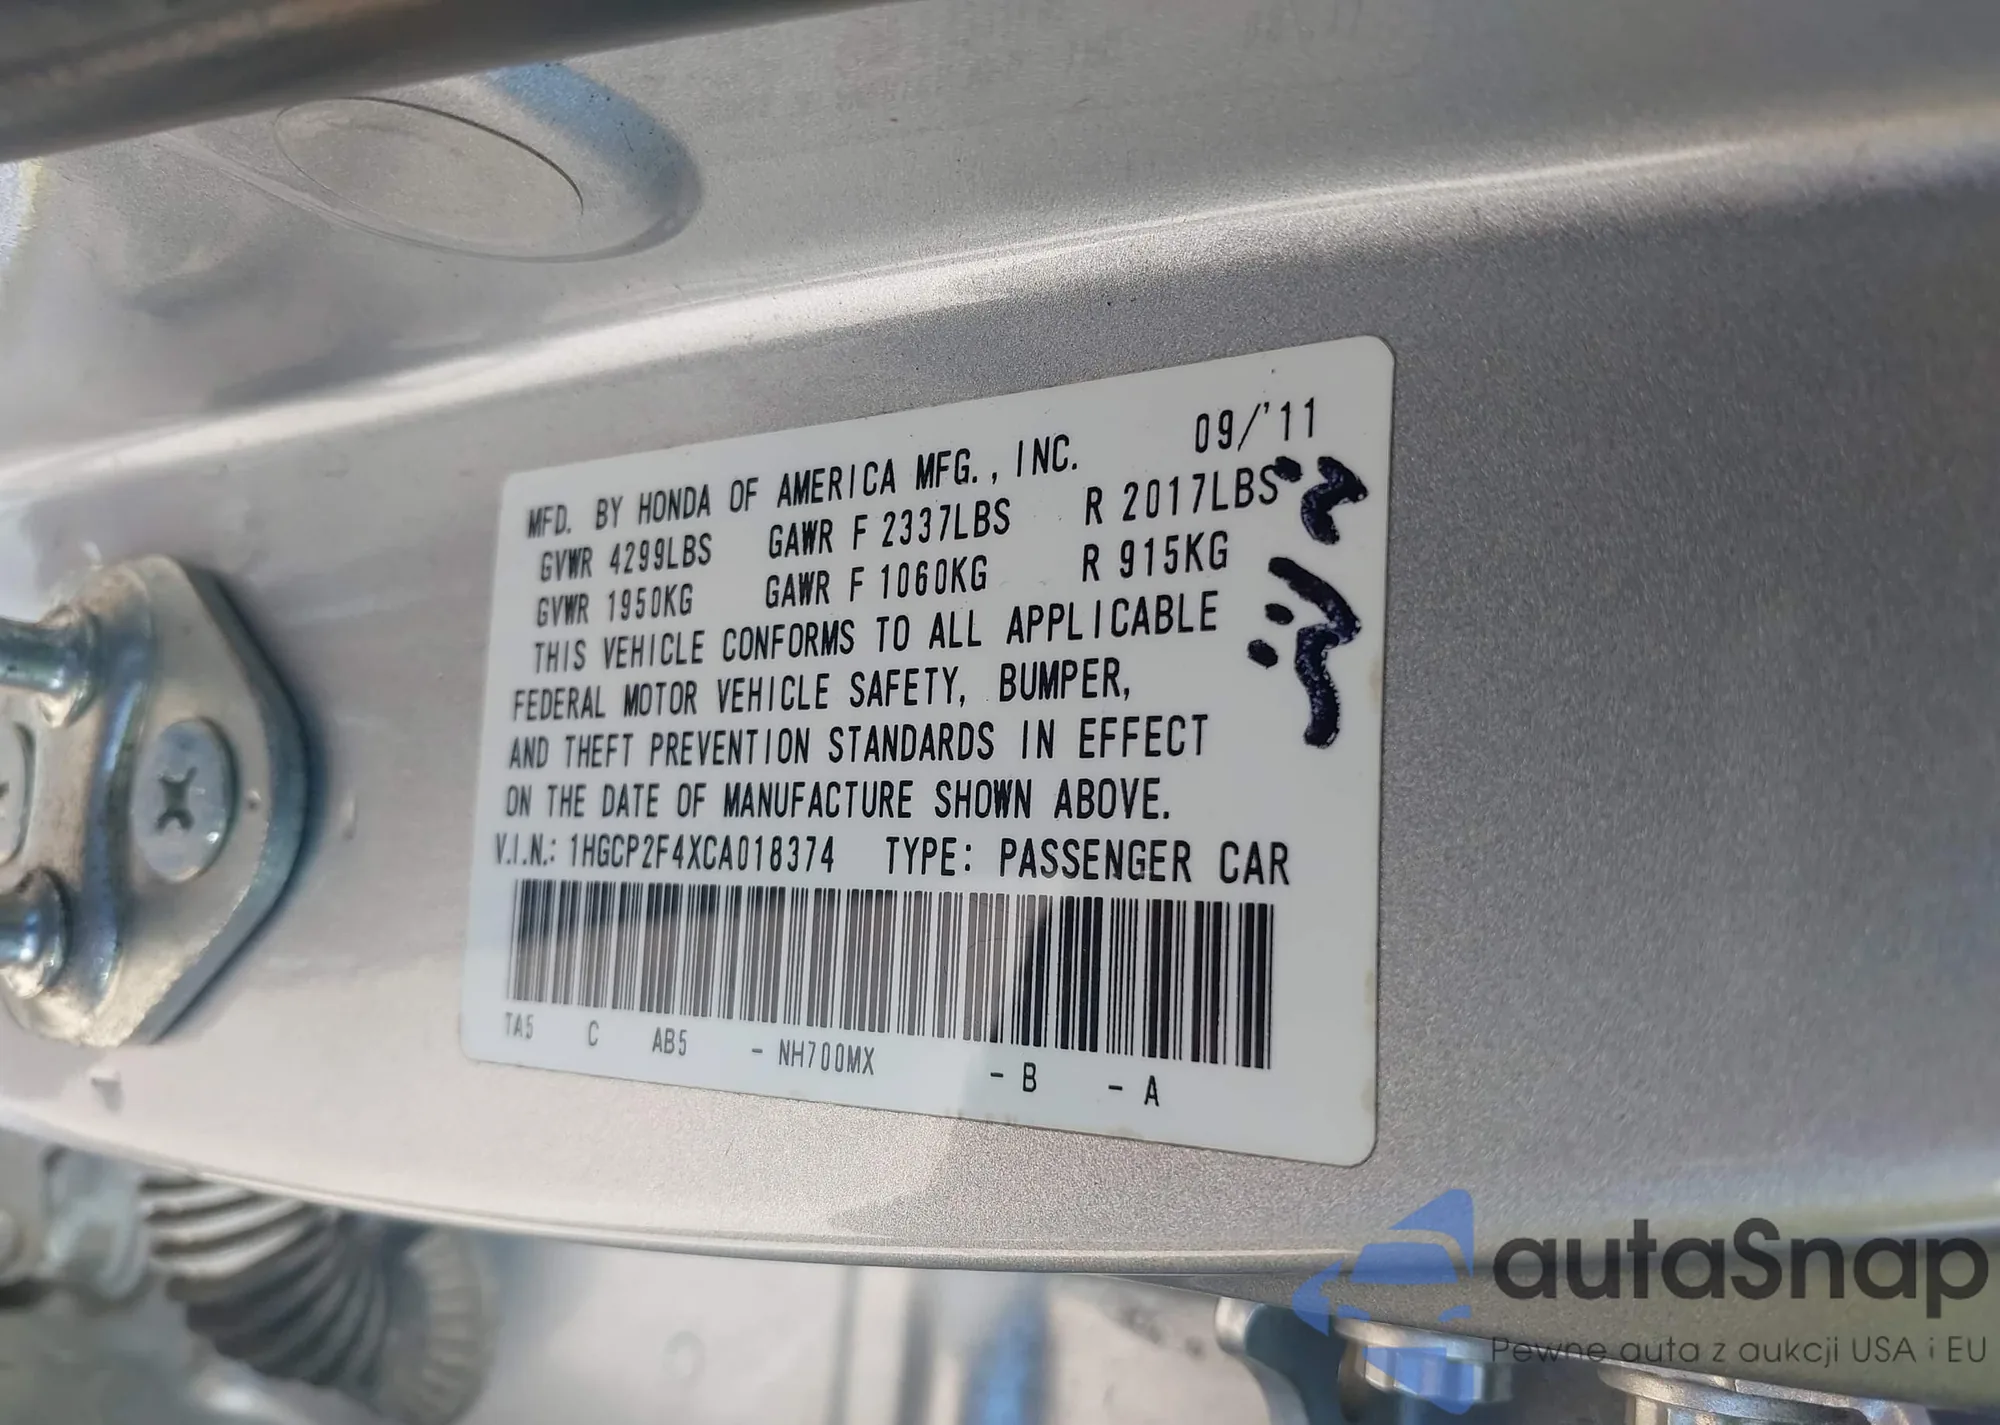 09/'11
MFD. BY HONDA OF AMERICA MFG., INC.
GVWR 4299LBS GAWR F 2337LBS R 2017LBS
GVWR 1950KG GAWR F 1060KG R 915KG
THIS VEHICLE CONFORMS TO ALL APPLICABLE
FEDERAL MOTOR VEHICLE SAFETY, BUMPER,
AND THEFT PREVENTION STANDARDS IN EFFECT
ON THE DATE OF MANUFACTURE SHOWN ABOVE.
V.I.N.: 1HGCP2F4XCA018374 TYPE: PASSENGER CAR
TA5 C AB5 - NH700MX - B - A
autaSnap
Pewne auta z aukcji USA i EU